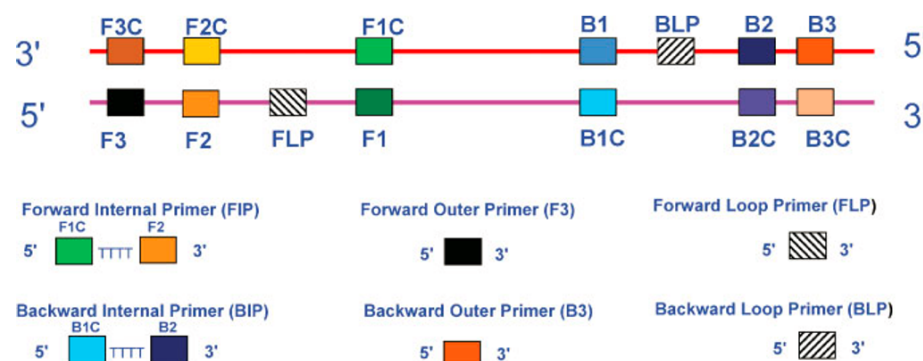 F3C F2C F1C B1 BLP B2 B3
3' 5
5' 3
F3 F2 FLP F1 B1C B2C B3C
Forward Internal Primer (FIP) Forward Outer Primer (F3) Forward Loop Primer (FLP)
F1C F2
5' TTTT 3' 5' 3' 5' 3'
Backward Internal Primer (BIP) Backward Outer Primer (B3) Backward Loop Primer (BLP)
B1C B2
5' TTTT 3' 5' 3' 5' 3'